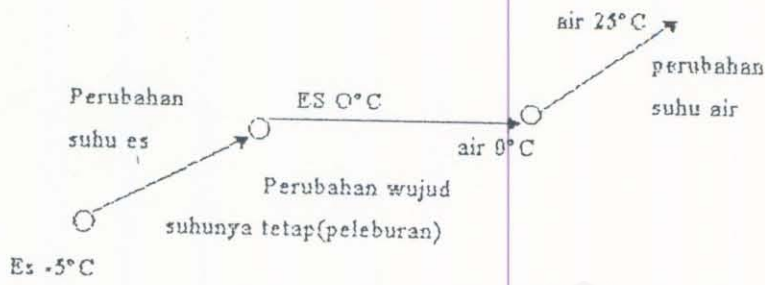 air 25°C
perubahan
suhu air
Perubahan
suhu es
ES 0°C
air 0°C
Perubahan wujud
suhunya tetap(peleburan)
Es -5°C